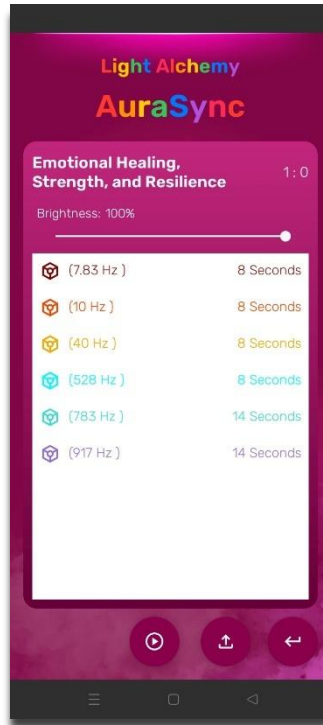 Light Alchemy
AuraSync
Emotional Healing,
Strength, and Resilience
1 : 0
Brightness: 100%
(7.83 Hz ) 8 Seconds
(10 Hz ) 8 Seconds
(40 Hz ) 8 Seconds
(528 Hz ) 8 Seconds
(783 Hz ) 14 Seconds
(917 Hz ) 14 Seconds